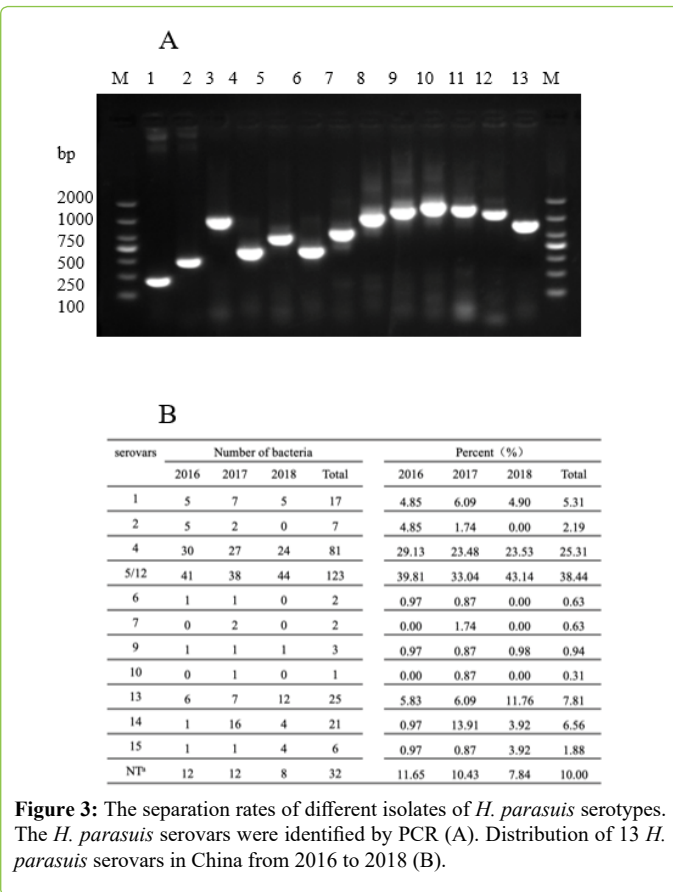 A
M 1 2 3 4 5 6 7 8 9 10 11 12 13 M
bp
2000
1000
750
500
250
100
B
serovars Number of bacteria Percent (%)
2016 2017 2018 Total 2016 2017 2018 Total
1 5 7 5 17 4.85 6.09 4.90 5.31
2 5 2 0 7 4.85 1.74 0.00 2.19
4 30 27 24 81 29.13 23.48 23.53 25.31
5/12 41 38 44 123 39.81 33.04 43.14 38.44
6 1 1 0 2 0.97 0.87 0.00 0.63
7 0 2 0 2 0.00 1.74 0.00 0.63
9 1 1 1 3 0.97 0.87 0.98 0.94
10 0 1 0 1 0.00 0.87 0.00 0.31
13 6 7 12 25 5.83 6.09 11.76 7.81
14 1 16 4 21 0.97 13.91 3.92 6.56
15 1 1 4 6 0.97 0.87 3.92 1.88
NTᵃ 12 12 8 32 11.65 10.43 7.84 10.00
Figure 3: The separation rates of different isolates of H. parasuis serotypes.
The H. parasuis serovars were identified by PCR (A). Distribution of 13 H.
parasuis serovars in China from 2016 to 2018 (B).